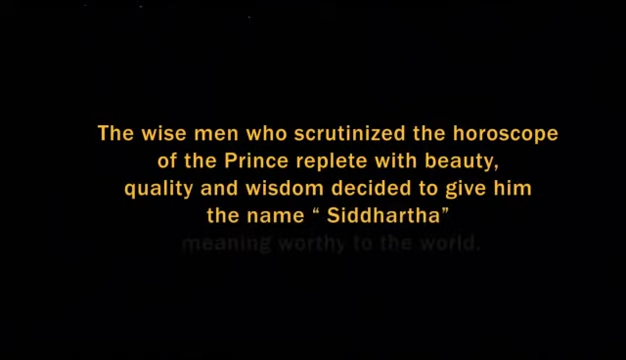 The wise men who scrutinized the horoscope
of the Prince replete with beauty,
quality and wisdom decided to give him
the name “ Siddhartha”
meaning worthy to the world.